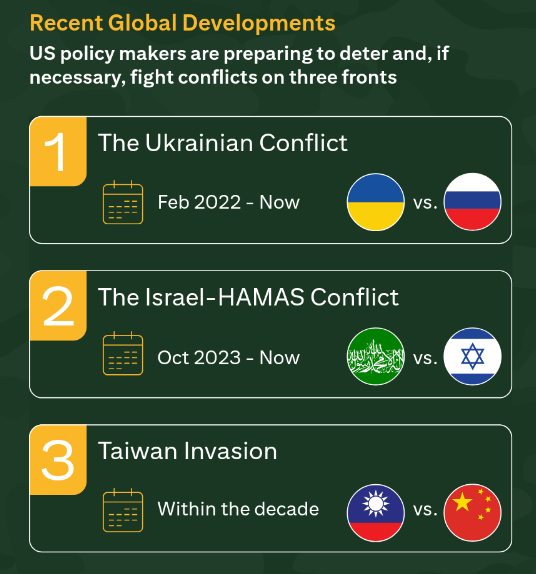 Recent Global Developments
US policy makers are preparing to deter and, if
necessary, fight conflicts on three fronts
1
The Ukrainian Conflict
Feb 2022 - Now
vs.
2
The Israel-HAMAS Conflict
Oct 2023 - Now
vs.
3
Taiwan Invasion
Within the decade
vs.